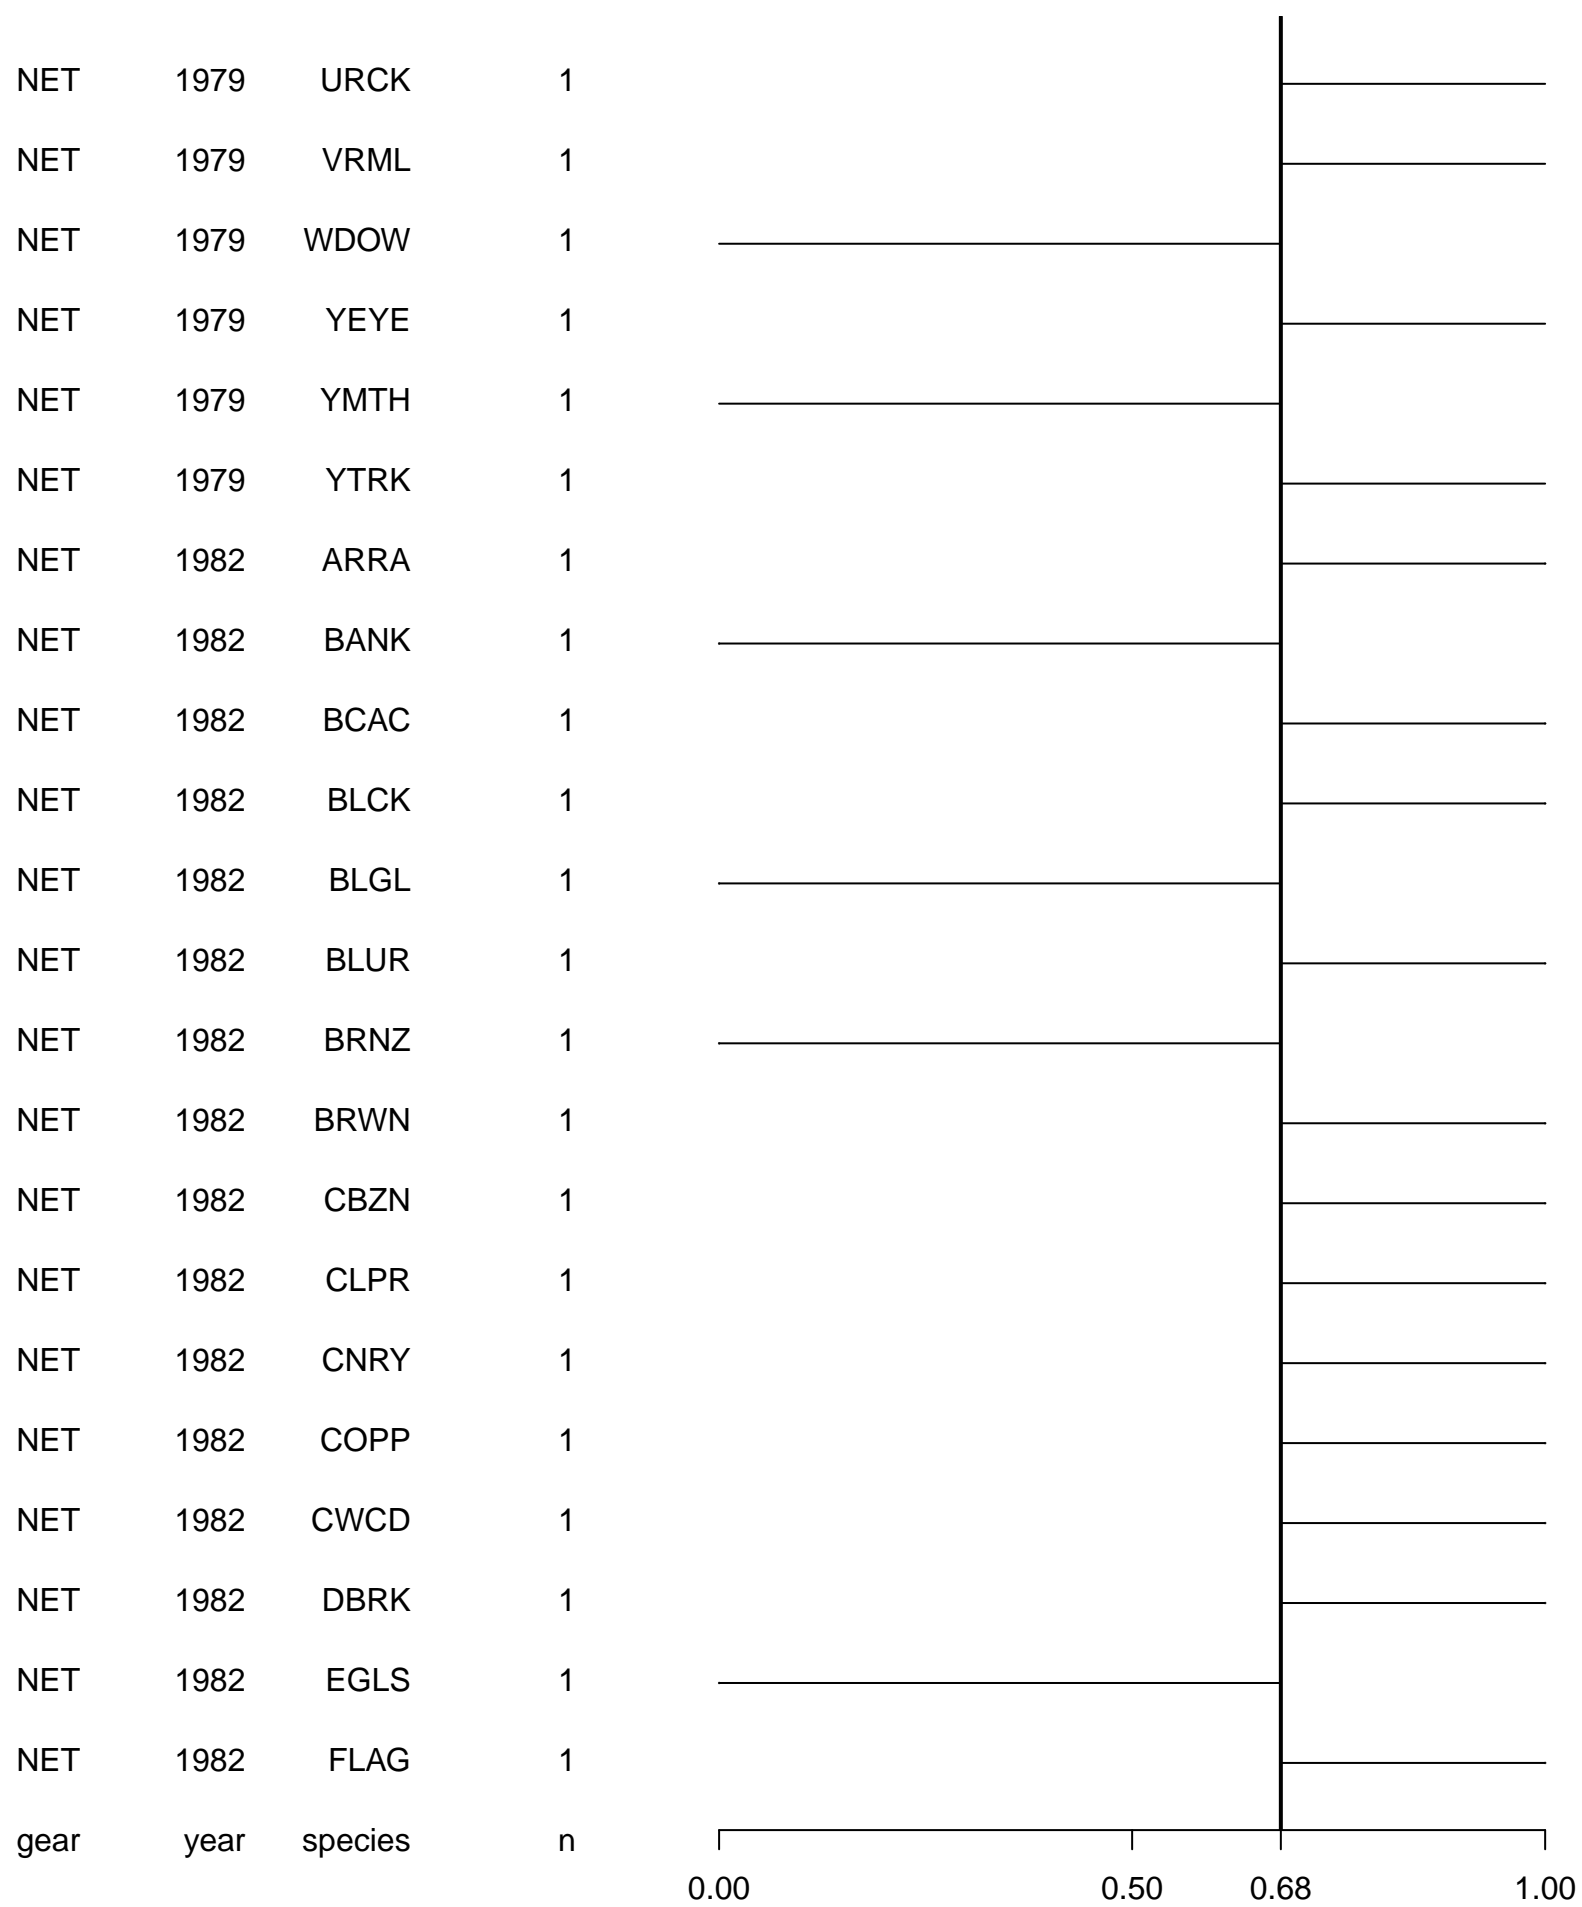 NET 1979 URCK 1
NET 1979 VRML 1
NET 1979 WDOW 1
NET 1979 YEYE 1
NET 1979 YMTH 1
NET 1979 YTRK 1
NET 1982 ARRA 1
NET 1982 BANK 1
NET 1982 BCAC 1
NET 1982 BLCK 1
NET 1982 BLGL 1
NET 1982 BLUR 1
NET 1982 BRNZ 1
NET 1982 BRWN 1
NET 1982 CBZN 1
NET 1982 CLPR 1
NET 1982 CNRY 1
NET 1982 COPP 1
NET 1982 CWCD 1
NET 1982 DBRK 1
NET 1982 EGLS 1
NET 1982 FLAG 1
gear year species n
0.00 0.50 0.68 1.00